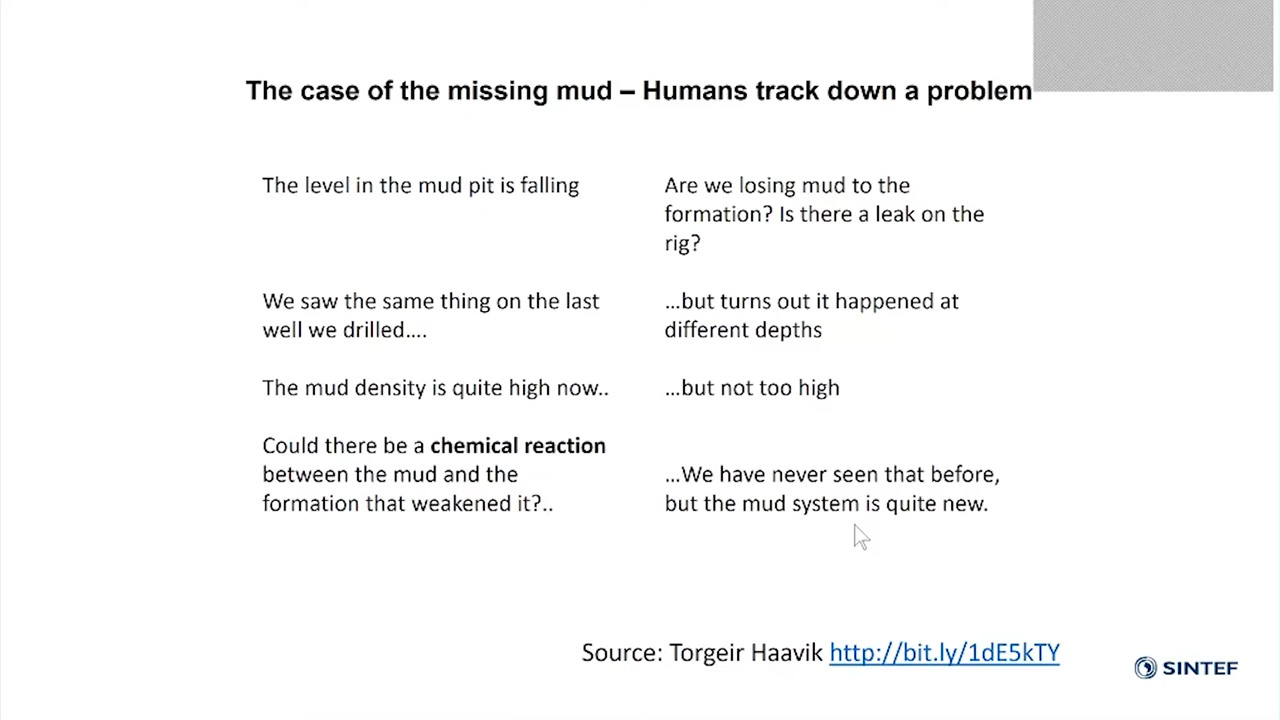 The case of the missing mud – Humans track down a problem
The level in the mud pit is falling
Are we losing mud to the
formation? Is there a leak on the
rig?
We saw the same thing on the last
well we drilled....
...but turns out it happened at
different depths
The mud density is quite high now..
...but not too high
Could there be a chemical reaction
between the mud and the
formation that weakened it?..
...We have never seen that before,
but the mud system is quite new.
Source: Torgeir Haavik http://bit.ly/1dE5kTY
SINTEF